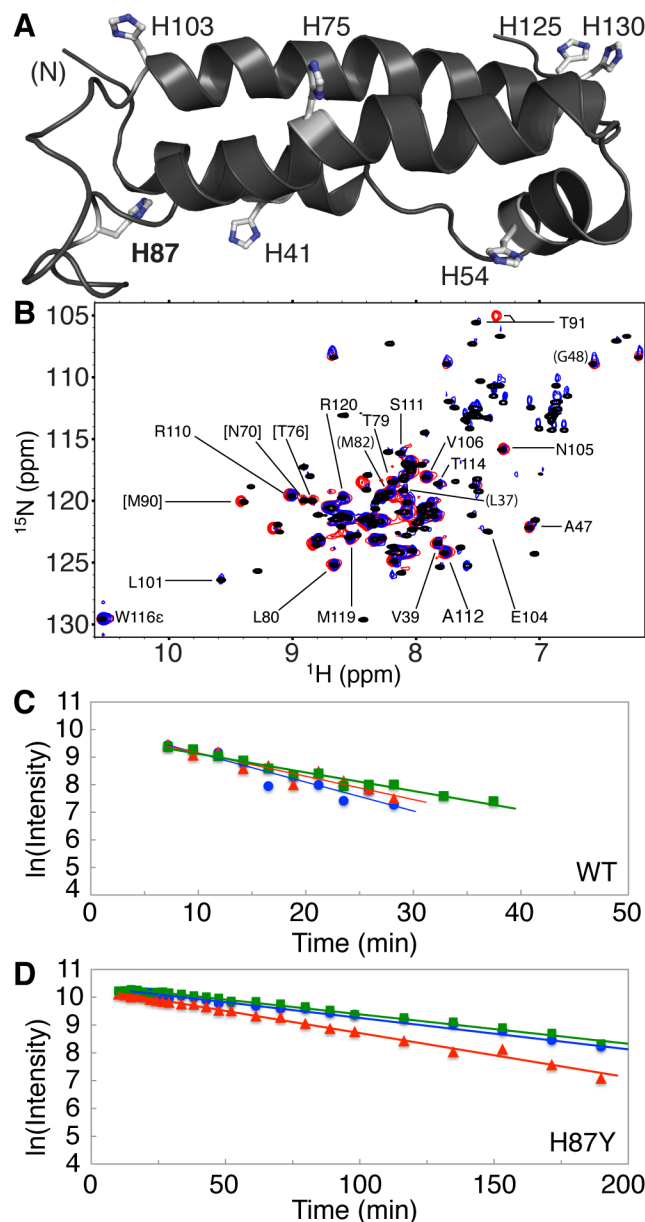 A
H103
H75
H125
H130
(N)
H87
H41
H54
B
105
110
115
120
125
130
¹⁵N (ppm)
T91
(G48)
R120
S111
T79
[T76]
[N70]
(M82)
R110
V106
N105
T114
[M90]
(L37)
A47
L101
W116ε
L80
M119
V39
A112
E104
10
9
8
7
¹H (ppm)
C
11
10
9
8
7
6
5
4
ln(Intensity)
WT
0
10
20
30
40
50
Time (min)
D
11
10
9
8
7
6
5
4
ln(Intensity)
H87Y
0
50
100
150
200
Time (min)